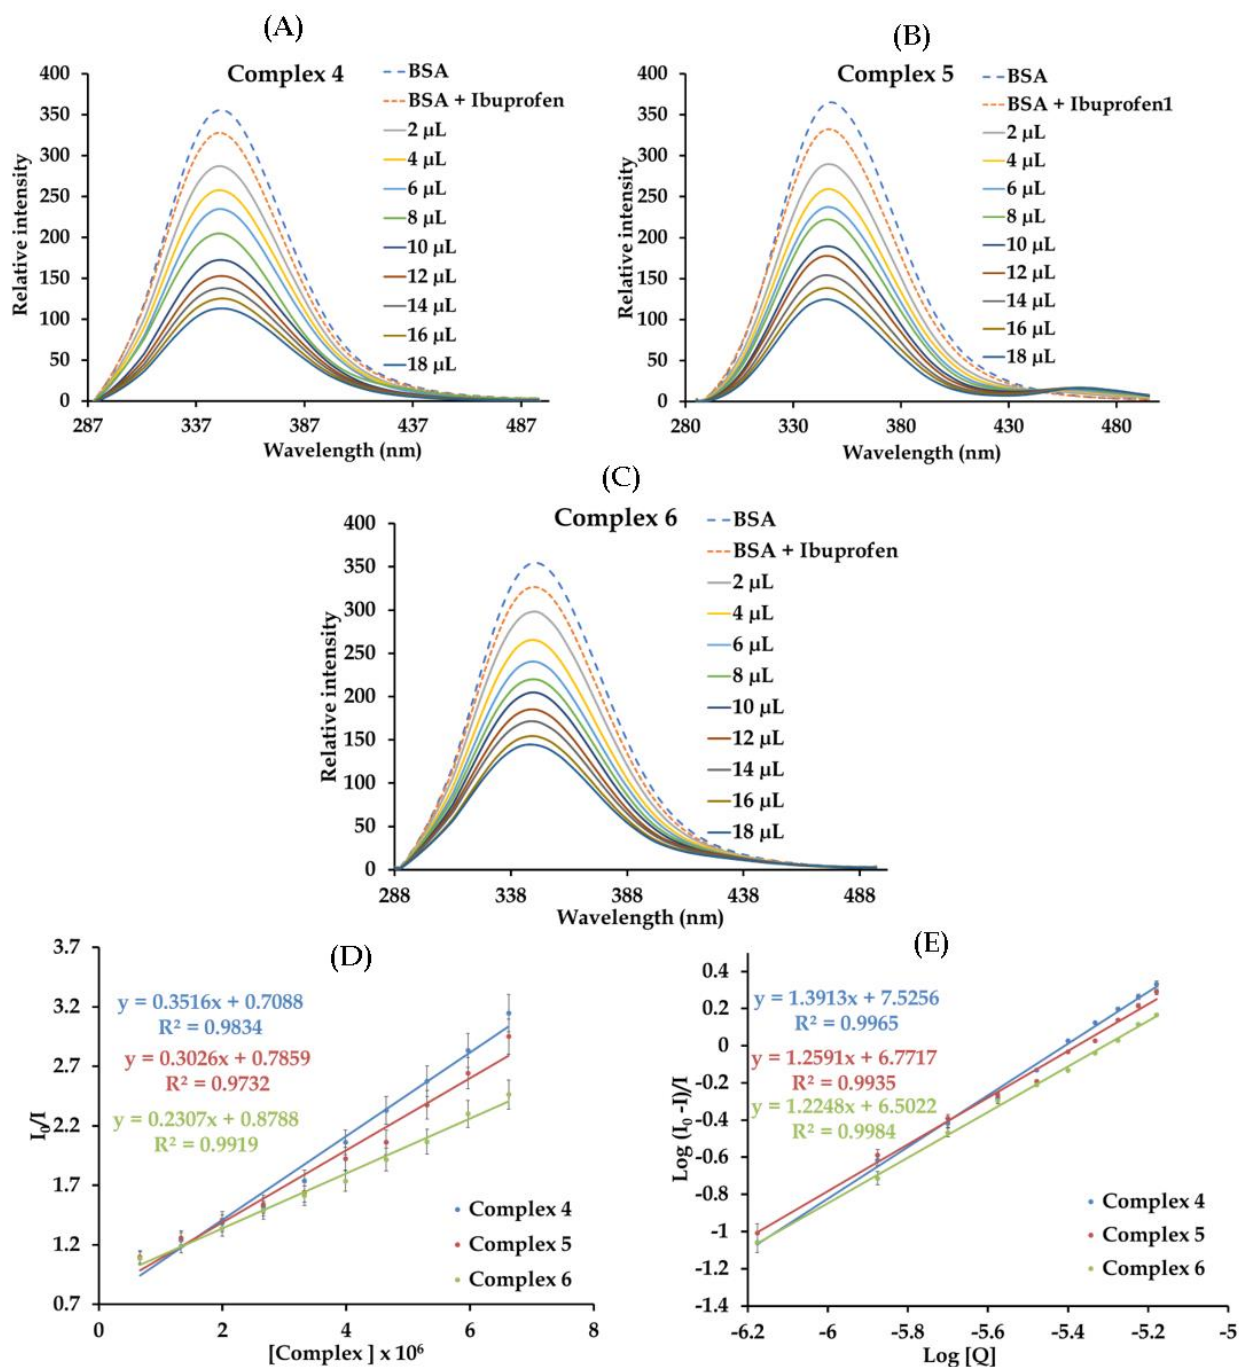 (A)
Complex 4
400
350
300
250
200
150
100
50
0
287
337
387
437
487
Relative intensity
Wavelength (nm)
BSA
BSA + Ibuprofen
2 µL
4 µL
6 µL
8 µL
10 µL
12 µL
14 µL
16 µL
18 µL
(B)
Complex 5
400
350
300
250
200
150
100
50
0
280
330
380
430
480
Relative intensity
Wavelength (nm)
BSA
BSA + Ibuprofen1
2 µL
4 µL
6 µL
8 µL
10 µL
12 µL
14 µL
16 µL
18 µL
(C)
Complex 6
400
350
300
250
200
150
100
50
0
288
338
388
438
488
Relative intensity
Wavelength (nm)
BSA
BSA + Ibuprofen
2 µL
4 µL
6 µL
8 µL
10 µL
12 µL
14 µL
16 µL
18 µL
(D)
3.7
3.2
2.7
2.2
1.7
1.2
0.7
0
2
4
6
8
I₀/I
[Complex ] x 10⁶
y = 0.3516x + 0.7088
R² = 0.9834
y = 0.3026x + 0.7859
R² = 0.9732
y = 0.2307x + 0.8788
R² = 0.9919
Complex 4
Complex 5
Complex 6
(E)
0.4
0.2
0
-0.2
-0.4
-0.6
-0.8
-1
-1.2
-1.4
-6.2
-6
-5.8
-5.6
-5.4
-5.2
-5
Log (I₀ -I)/I
Log [Q]
y = 1.3913x + 7.5256
R² = 0.9965
y = 1.2591x + 6.7717
R² = 0.9935
y = 1.2248x + 6.5022
R² = 0.9984
Complex 4
Complex 5
Complex 6